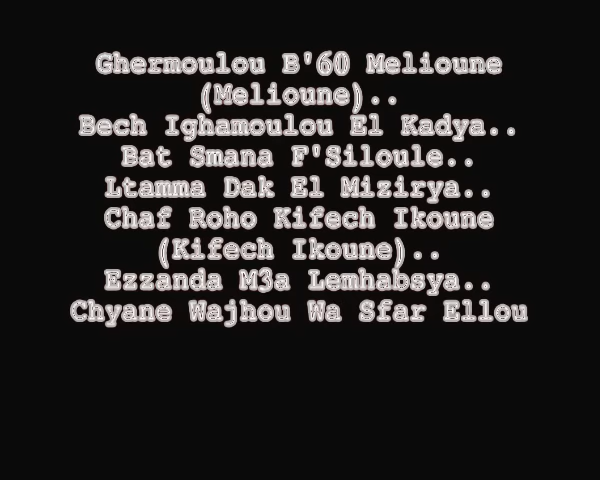 Ghermoulou B'60 Melioune
(Melioune)..
Bech Ighamoulou El Kadya..
Bat Smana F'Siloule..
Ltamma Dak El Mizirya..
Chaf Roho Kifech Ikoune
(Kifech Ikoune)..
Ezzanda M3a Lemhabsya..
Chyane Wajhou Wa Sfar Ellou